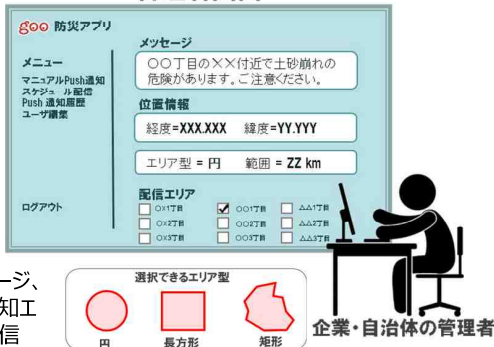 goo 防災アプリ
メニュー
マニュアルPush通知
スケジュール配信
Push 通知履歴
ユーザ編集
ログアウト
メッセージ
〇〇丁目の××付近で土砂崩れの
危険があります。ご注意ください。
位置情報
経度=XXX.XXX 緯度=YY.YYY
エリア型 = 円 範囲 = ZZ km
配信エリア
〇×1丁目 〇〇1丁目 △△1丁目
〇×2丁目 〇〇2丁目 △△2丁目
〇×3丁目 〇〇3丁目 △△3丁目
ージ、
知エ
信
選択できるエリア型
円 長方形 矩形
企業・自治体の管理者